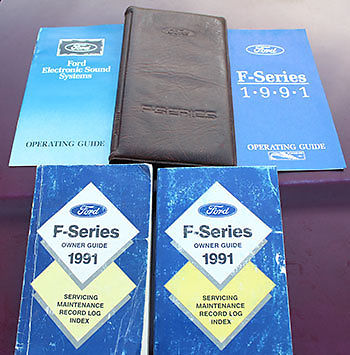 Ford
Ford
Electronic Sound
Systems
OPERATING GUIDE
Ford
F-SERIES
Ford
F-Series
1·9·9·1
OPERATING GUIDE
Ford
F-Series
OWNER GUIDE
1991
SERVICING
MAINTENANCE
RECORD LOG
INDEX
Ford
F-Series
OWNER GUIDE
1991
SERVICING
MAINTENANCE
RECORD LOG
INDEX